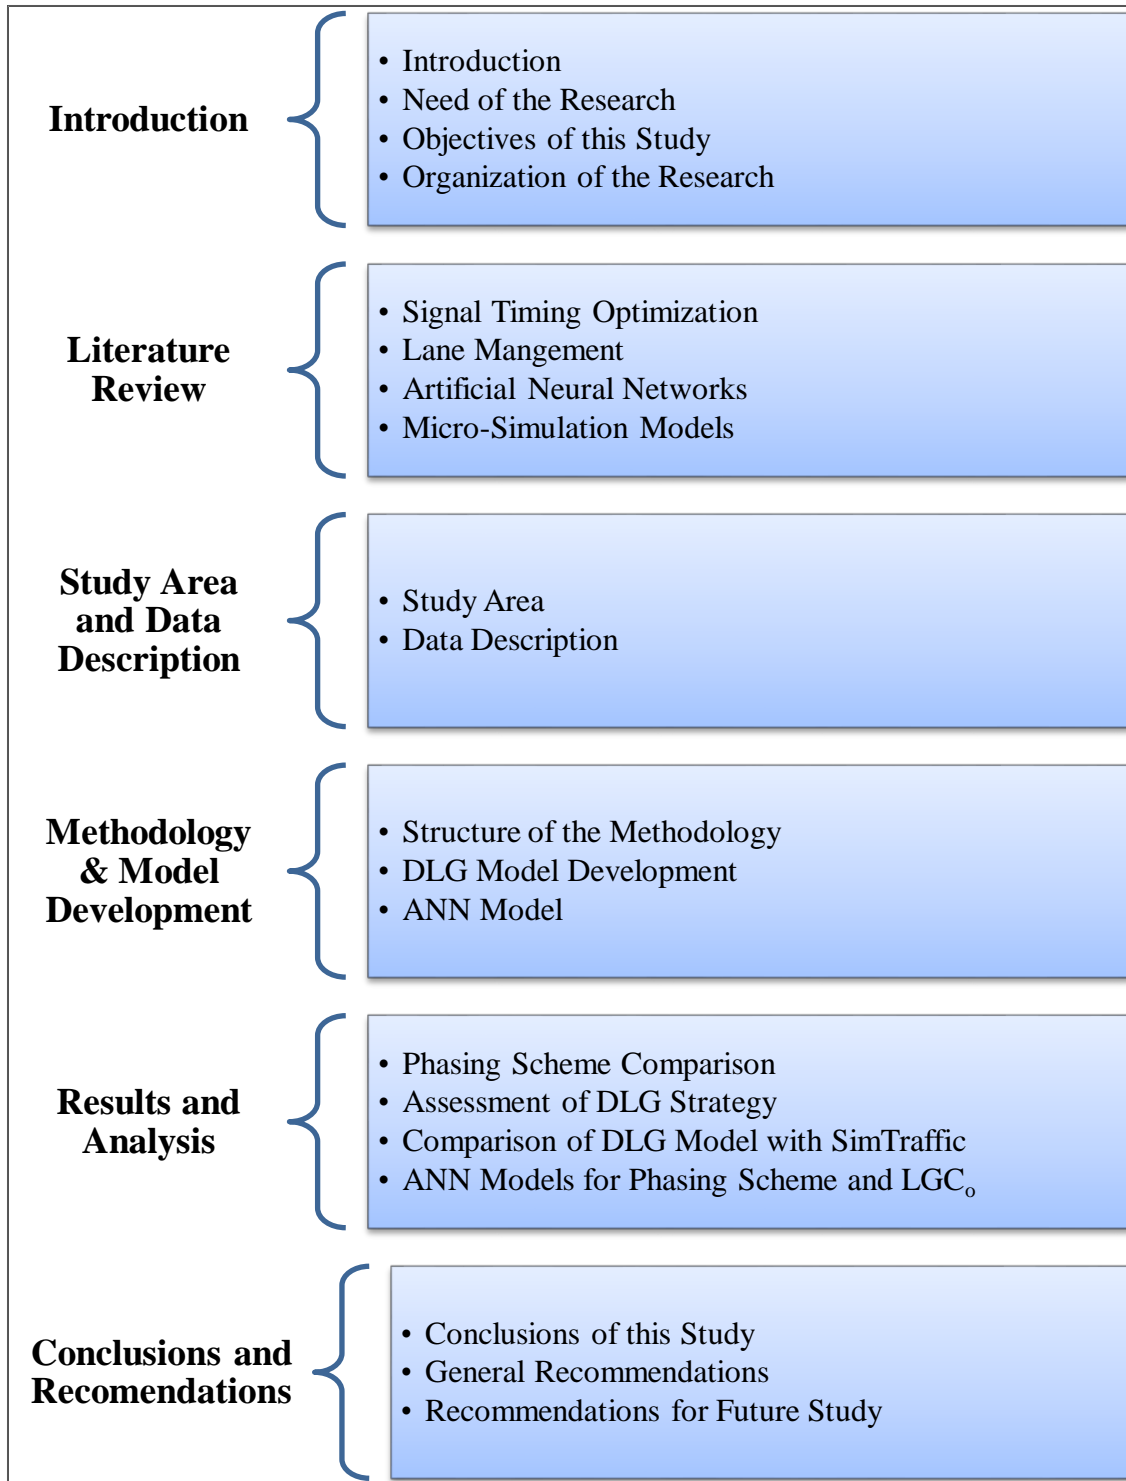 Introduction
• Introduction
• Need of the Research
• Objectives of this Study
• Organization of the Research
Literature
Review
• Signal Timing Optimization
• Lane Mangement
• Artificial Neural Networks
• Micro-Simulation Models
Study Area
and Data
Description
• Study Area
• Data Description
Methodology
& Model
Development
• Structure of the Methodology
• DLG Model Development
• ANN Model
Results and
Analysis
• Phasing Scheme Comparison
• Assessment of DLG Strategy
• Comparison of DLG Model with SimTraffic
• ANN Models for Phasing Scheme and LGCₒ
Conclusions and
Recomendations
• Conclusions of this Study
• General Recommendations
• Recommendations for Future Study